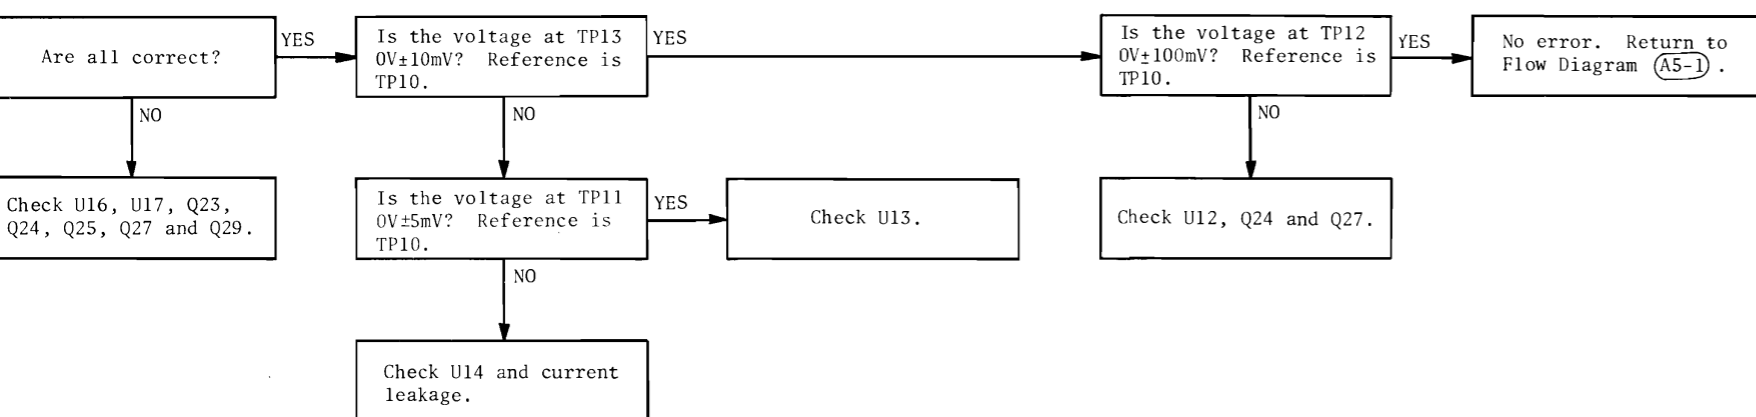 Are all correct?
YES
Is the voltage at TP13
0V±10mV? Reference is
TP10.
YES
Is the voltage at TP12
0V±100mV? Reference is
TP10.
YES
No error. Return to
Flow Diagram A5-1.
NO
NO
NO
Check U16, U17, Q23,
Q24, Q25, Q27 and Q29.
Is the voltage at TP11
0V±5mV? Reference is
TP10.
YES
Check U13.
Check U12, Q24 and Q27.
NO
Check U14 and current
leakage.